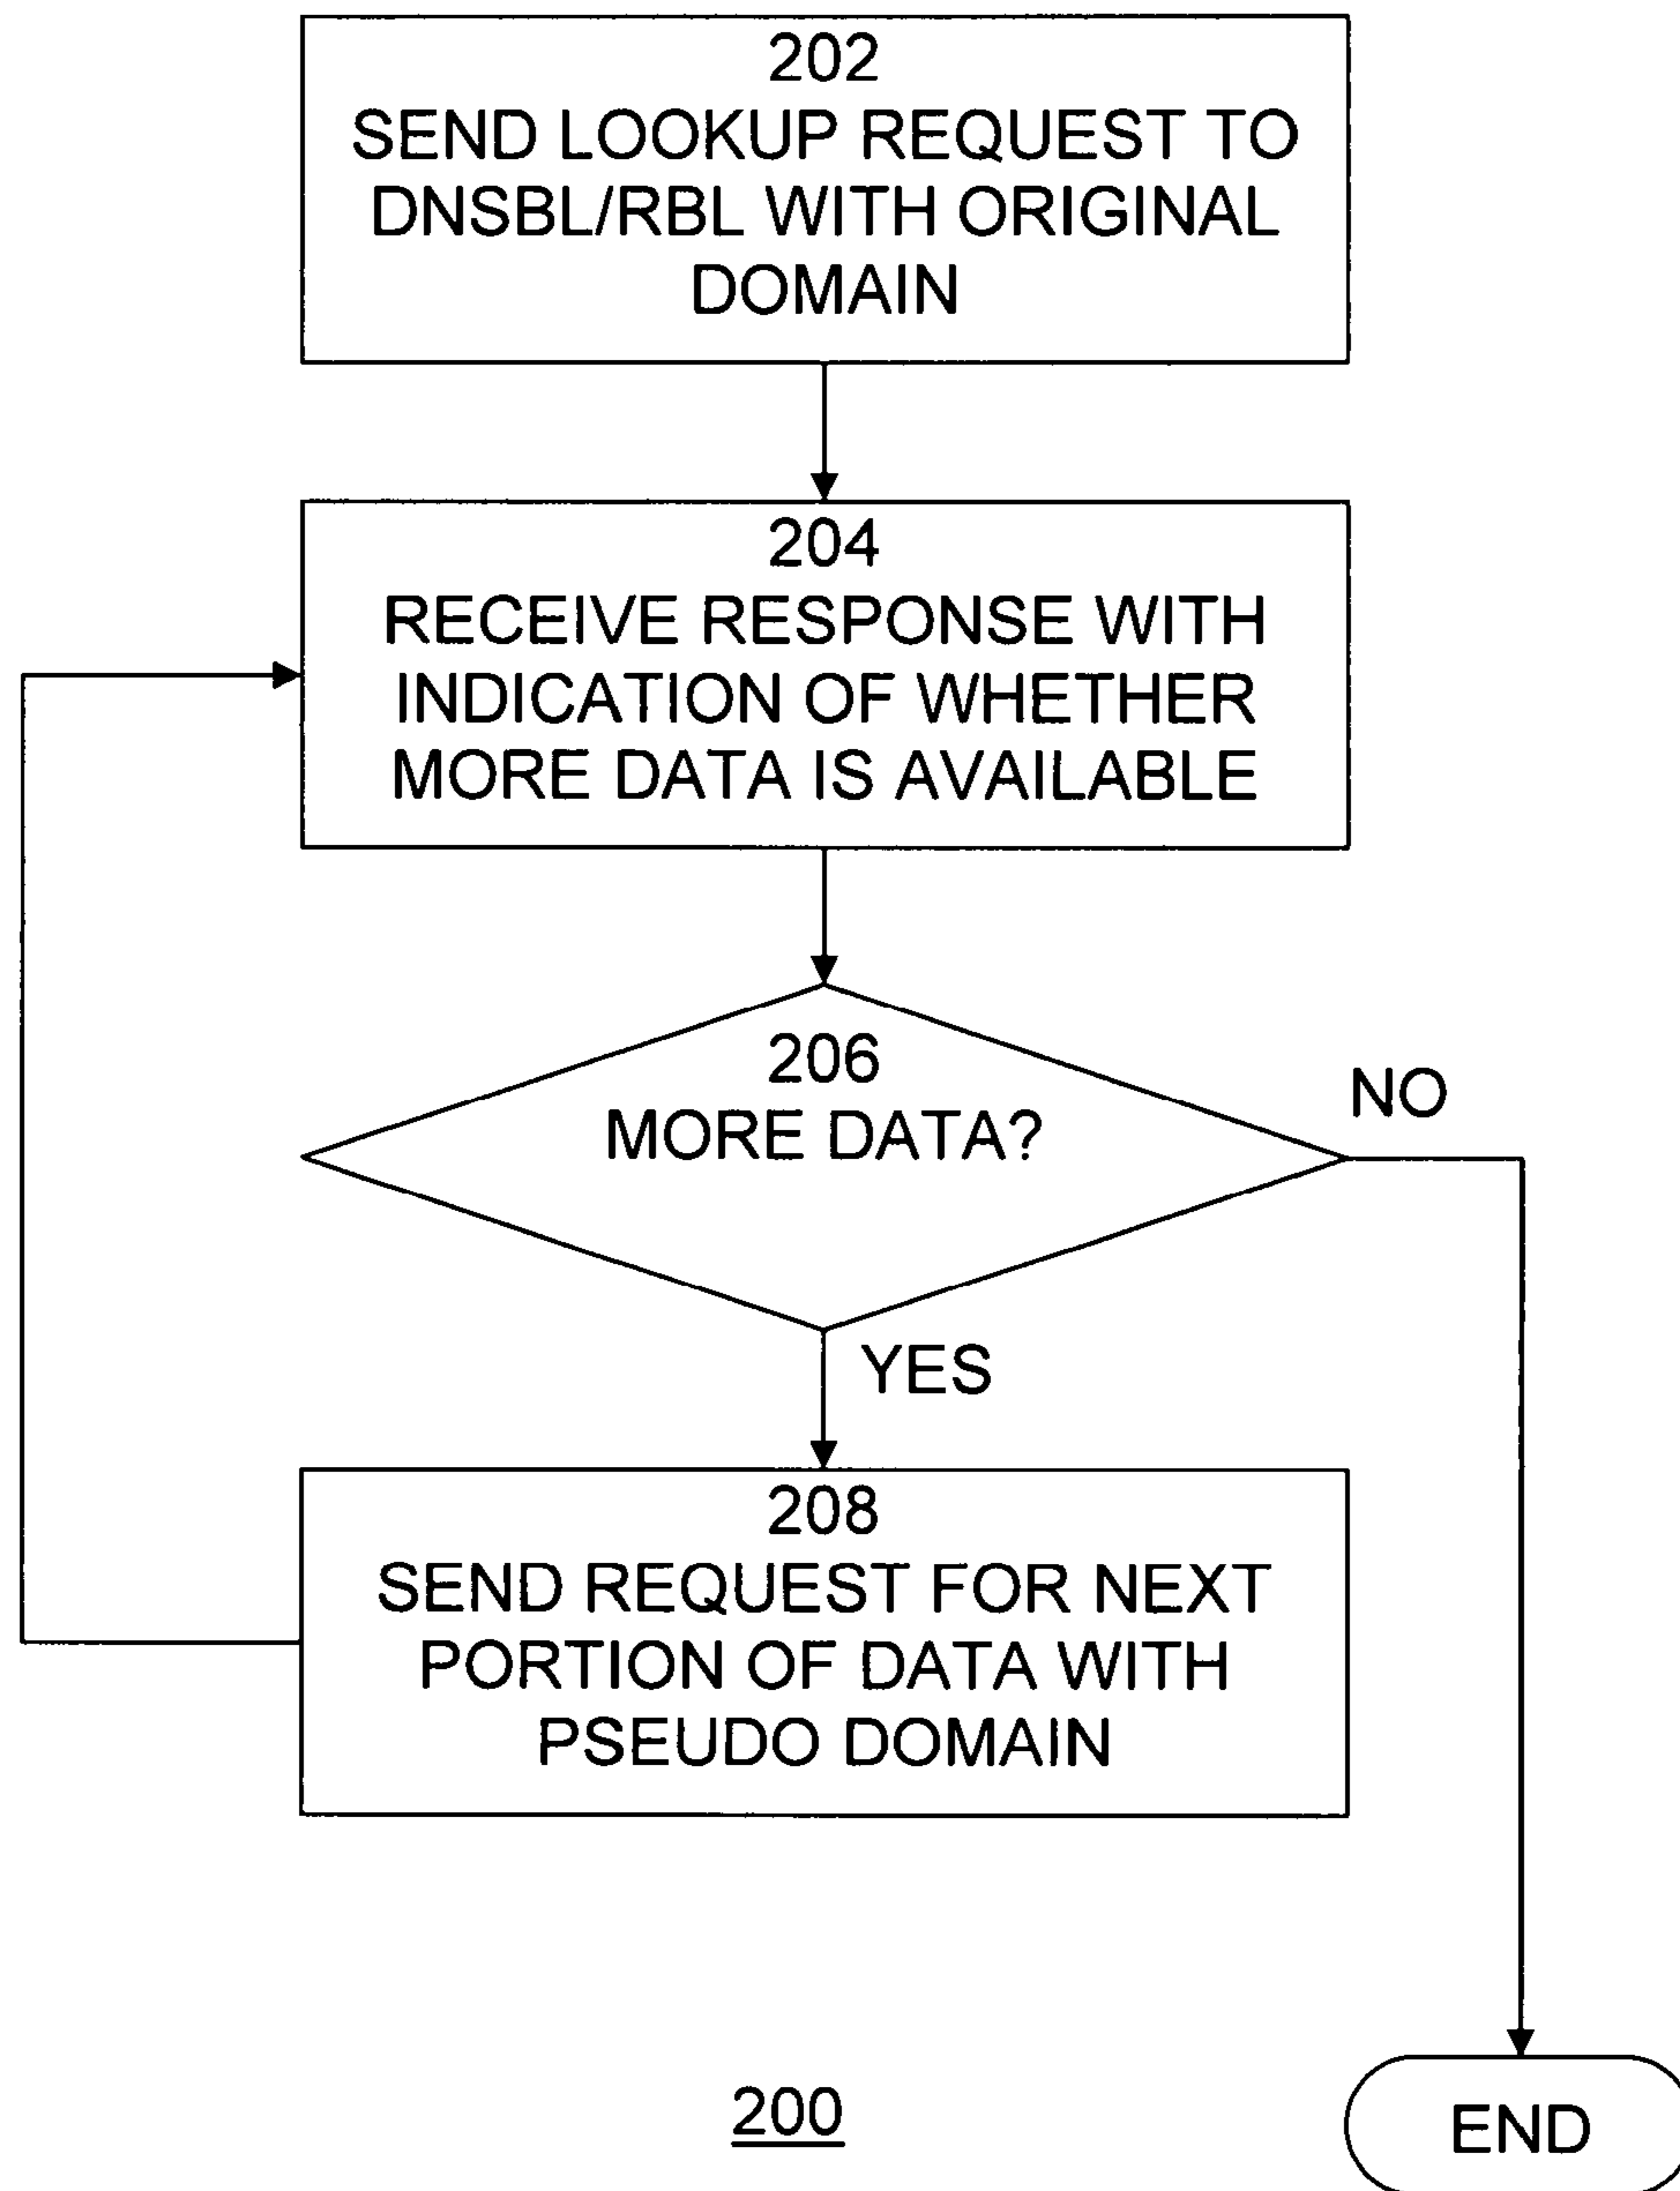 202
SEND LOOKUP REQUEST TO
DNSBL/RBL WITH ORIGINAL
DOMAIN
204
RECEIVE RESPONSE WITH
INDICATION OF WHETHER
MORE DATA IS AVAILABLE
206
MORE DATA?
NO
YES
208
SEND REQUEST FOR NEXT
PORTION OF DATA WITH
PSEUDO DOMAIN
200
END